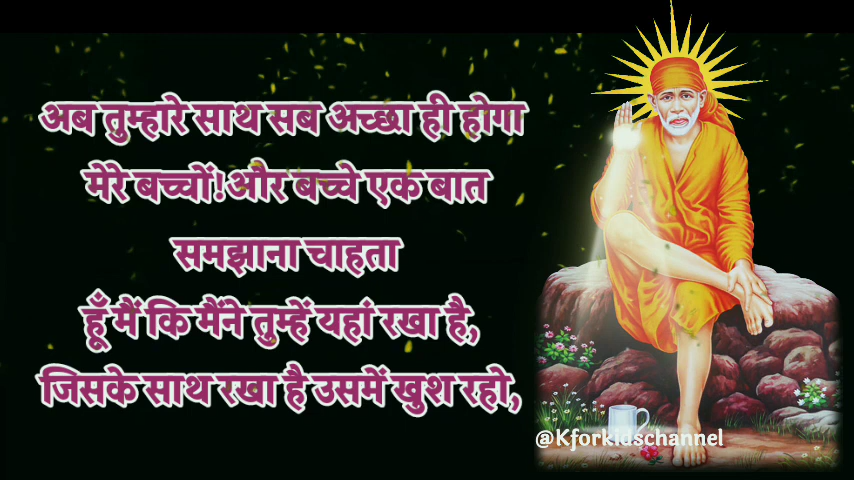 अब तुम्हारे साथ सब अच्छा ही होगा
मेरे बच्चों!और बच्चे एक बात
समझाना चाहता
हूँ मैं कि मैंने तुम्हें यहां रखा है,
जिसके साथ रखा है उसमें खुश रहो,
@Kforkidschannel